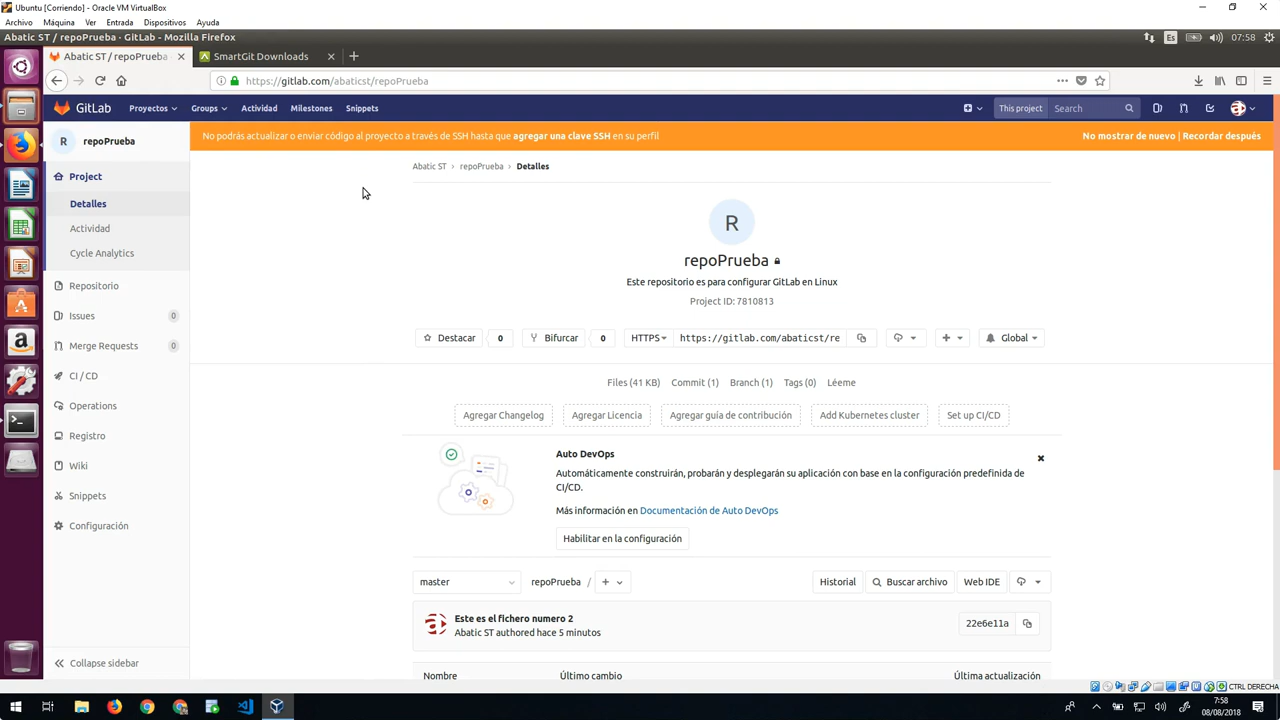 Ubuntu [Corriendo] - Oracle VM VirtualBox
Archivo Máquina Ver Entrada Dispositivos Ayuda
Abatic ST / repoPrueba · GitLab - Mozilla Firefox
Es 07:58
Abatic ST / repoPrueba
SmartGit Downloads
https://gitlab.com/abaticst/repoPrueba
GitLab Proyectos Groups Actividad Milestones Snippets This project Search
No podrás actualizar o enviar código al proyecto a través de SSH hasta que agregar una clave SSH en su perfil
No mostrar de nuevo | Recordar después
R repoPrueba
Project
Detalles
Actividad
Cycle Analytics
Repositorio
Issues 0
Merge Requests 0
CI / CD
Operations
Registro
Wiki
Snippets
Configuración
Collapse sidebar
Abatic ST › repoPrueba › Detalles
R
repoPrueba
Este repositorio es para configurar GitLab en Linux
Project ID: 7810813
Destacar 0 Bifurcar 0 HTTPS https://gitlab.com/abaticst/re Global
Files (41 KB) Commit (1) Branch (1) Tags (0) Léeme
Agregar Changelog Agregar Licencia Agregar guía de contribución Add Kubernetes cluster Set up CI/CD
Auto DevOps
Automáticamente construirán, probarán y desplegarán su aplicación con base en la configuración predefinida de
CI/CD.
Más información en Documentación de Auto DevOps
Habilitar en la configuración
master repoPrueba / Historial Buscar archivo Web IDE
Este es el fichero numero 2
Abatic ST authored hace 5 minutos
22e6e11a
Nombre Último cambio Última actualización
CTRL DERECHA
7:58
08/08/2018